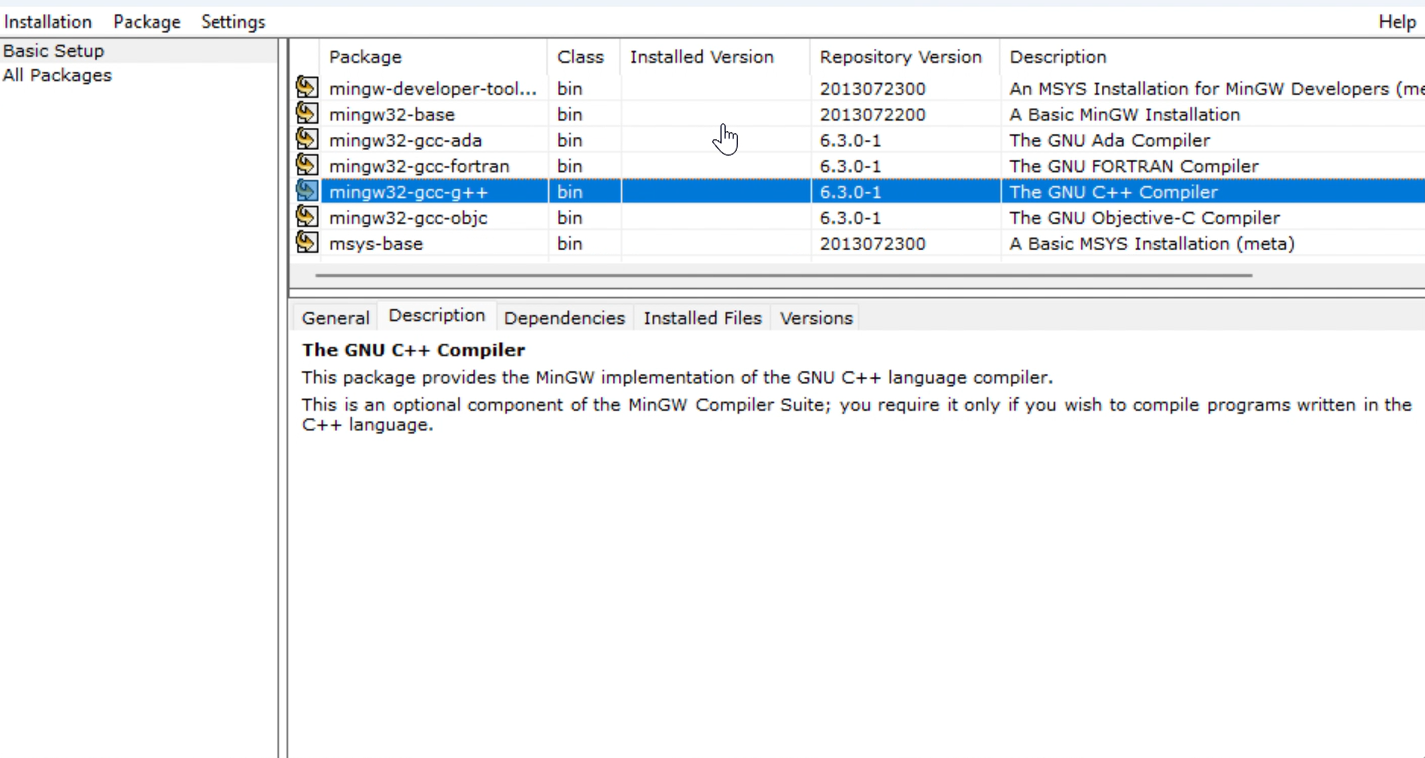 Installation Package Settings Help
Basic Setup
All Packages
Package Class Installed Version Repository Version Description
mingw-developer-tool... bin 2013072300 An MSYS Installation for MinGW Developers (me
mingw32-base bin 2013072200 A Basic MinGW Installation
mingw32-gcc-ada bin 6.3.0-1 The GNU Ada Compiler
mingw32-gcc-fortran bin 6.3.0-1 The GNU FORTRAN Compiler
mingw32-gcc-g++ bin 6.3.0-1 The GNU C++ Compiler
mingw32-gcc-objc bin 6.3.0-1 The GNU Objective-C Compiler
msys-base bin 2013072300 A Basic MSYS Installation (meta)
General Description Dependencies Installed Files Versions
The GNU C++ Compiler
This package provides the MinGW implementation of the GNU C++ language compiler.
This is an optional component of the MinGW Compiler Suite; you require it only if you wish to compile programs written in the
C++ language.